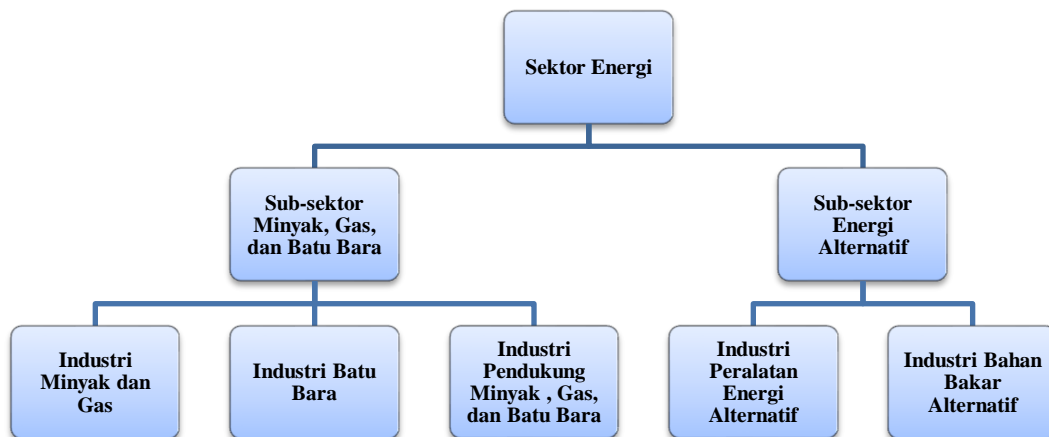 Sektor Energi
Sub-sektor
Minyak, Gas,
dan Batu Bara
Sub-sektor
Energi
Alternatif
Industri
Minyak dan
Gas
Industri Batu
Bara
Industri
Pendukung
Minyak , Gas,
dan Batu Bara
Industri
Peralatan
Energi
Alternatif
Industri Bahan
Bakar
Alternatif